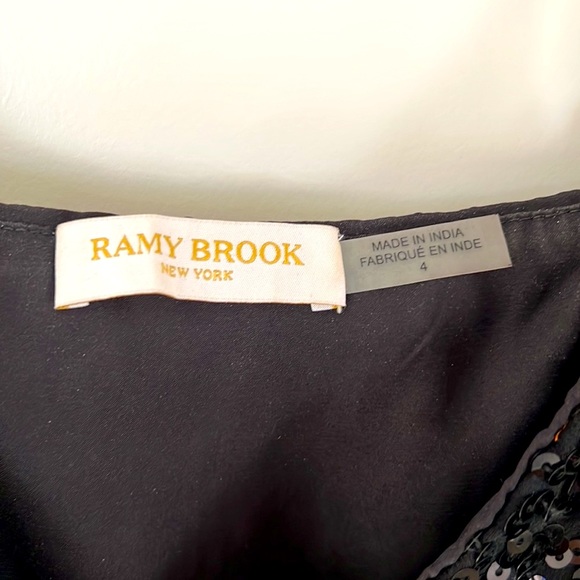 RAMY BROOK
NEW YORK
MADE IN INDIA
FABRIQUÉ EN INDE
4